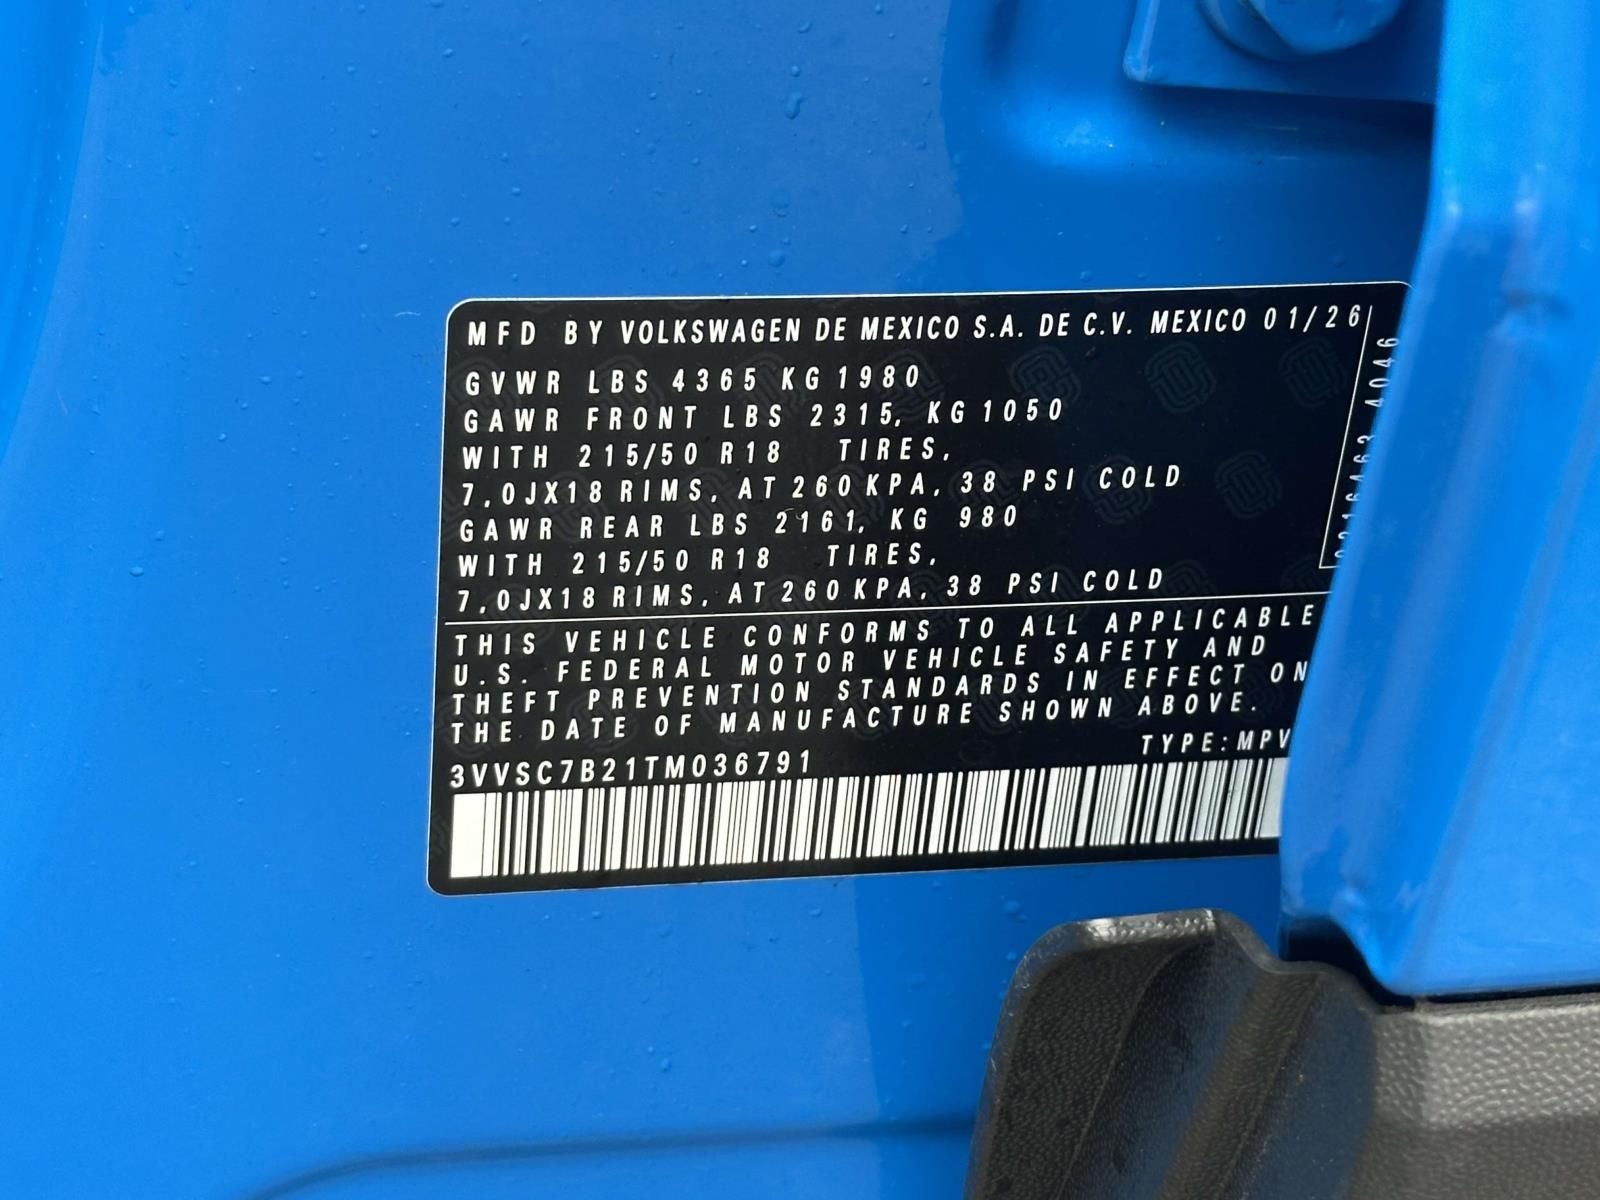 MFD BY VOLKSWAGEN DE MEXICO S.A. DE C.V. MEXICO 01/26
GVWR LBS 4365 KG 1980
GAWR FRONT LBS 2315, KG 1050
WITH 215/50 R18 TIRES,
7,0JX18 RIMS, AT 260 KPA, 38 PSI COLD
GAWR REAR LBS 2161, KG 980
WITH 215/50 R18 TIRES,
7,0JX18 RIMS, AT 260 KPA, 38 PSI COLD
THIS VEHICLE CONFORMS TO ALL APPLICABLE
U.S. FEDERAL MOTOR VEHICLE SAFETY AND
THEFT PREVENTION STANDARDS IN EFFECT ON
THE DATE OF MANUFACTURE SHOWN ABOVE.
TYPE: MPV
3VVSC7B21TM036791
4046